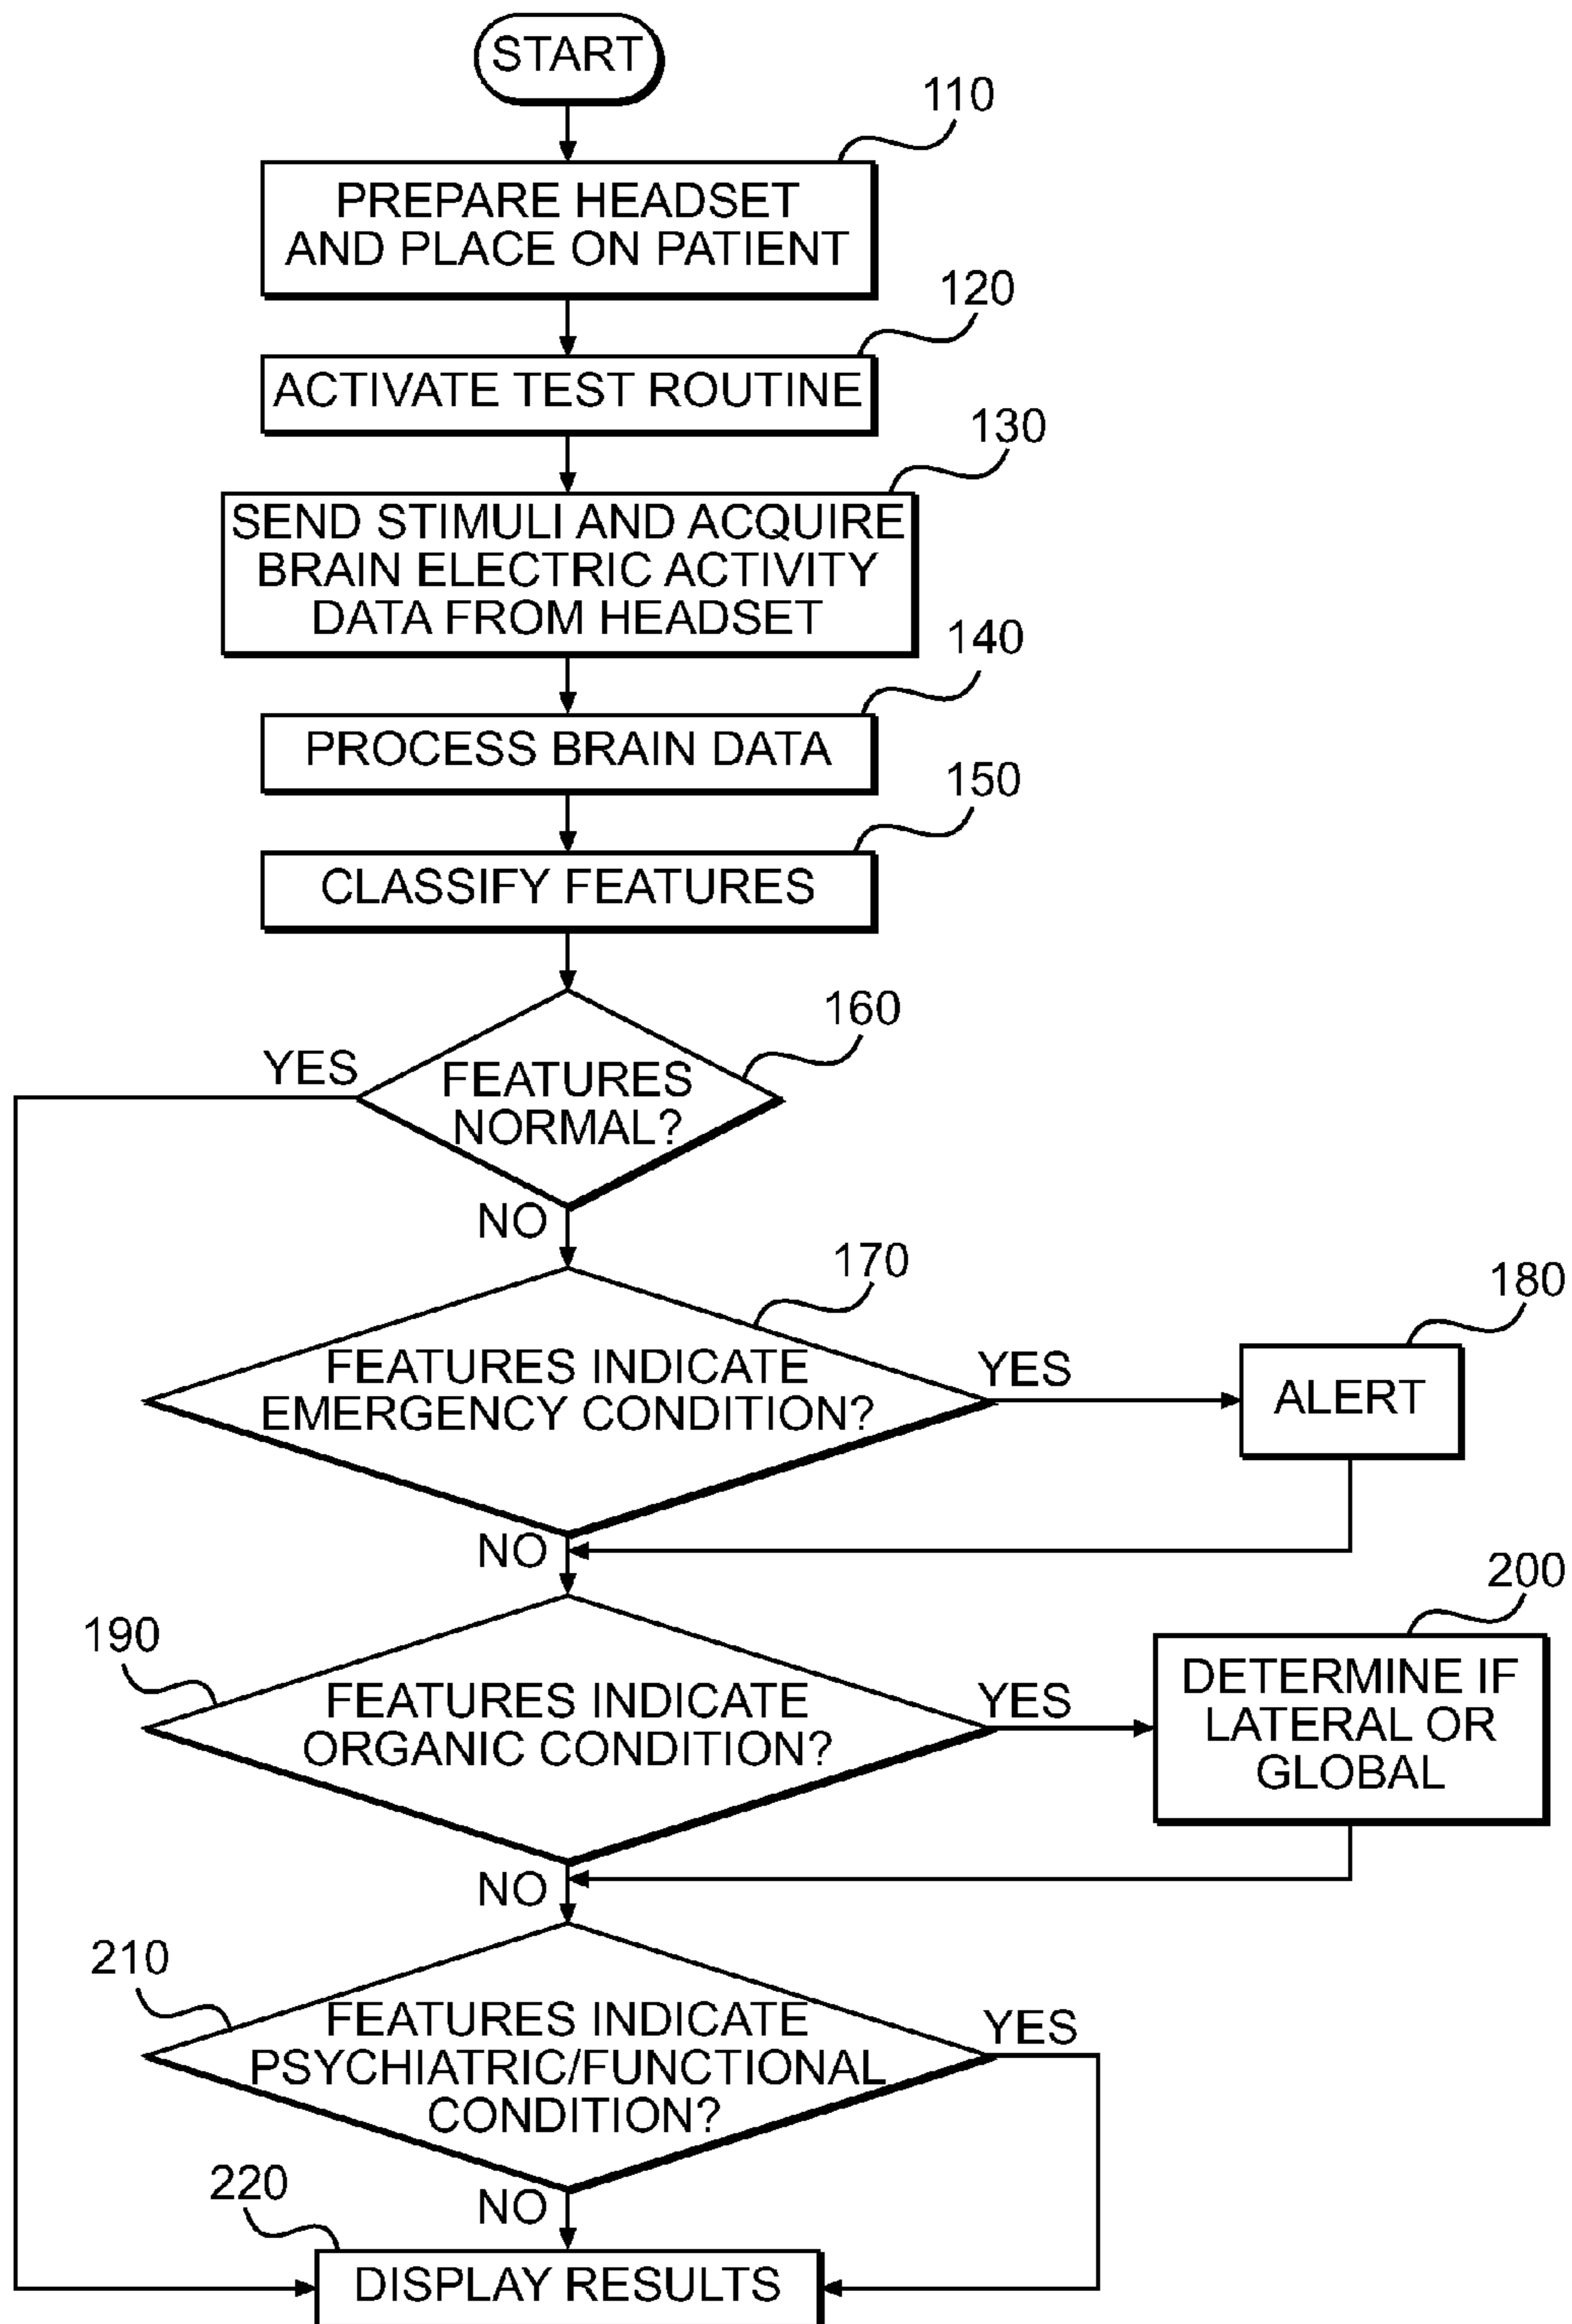 START
110
PREPARE HEADSET
AND PLACE ON PATIENT
120
ACTIVATE TEST ROUTINE
130
SEND STIMULI AND ACQUIRE
BRAIN ELECTRIC ACTIVITY
DATA FROM HEADSET
140
PROCESS BRAIN DATA
150
CLASSIFY FEATURES
160
YES
FEATURES
NORMAL?
NO
170
180
FEATURES INDICATE
EMERGENCY CONDITION?
YES
ALERT
NO
200
190
FEATURES INDICATE
ORGANIC CONDITION?
YES
DETERMINE IF
LATERAL OR
GLOBAL
NO
210
FEATURES INDICATE
PSYCHIATRIC/FUNCTIONAL
CONDITION?
YES
220
NO
DISPLAY RESULTS